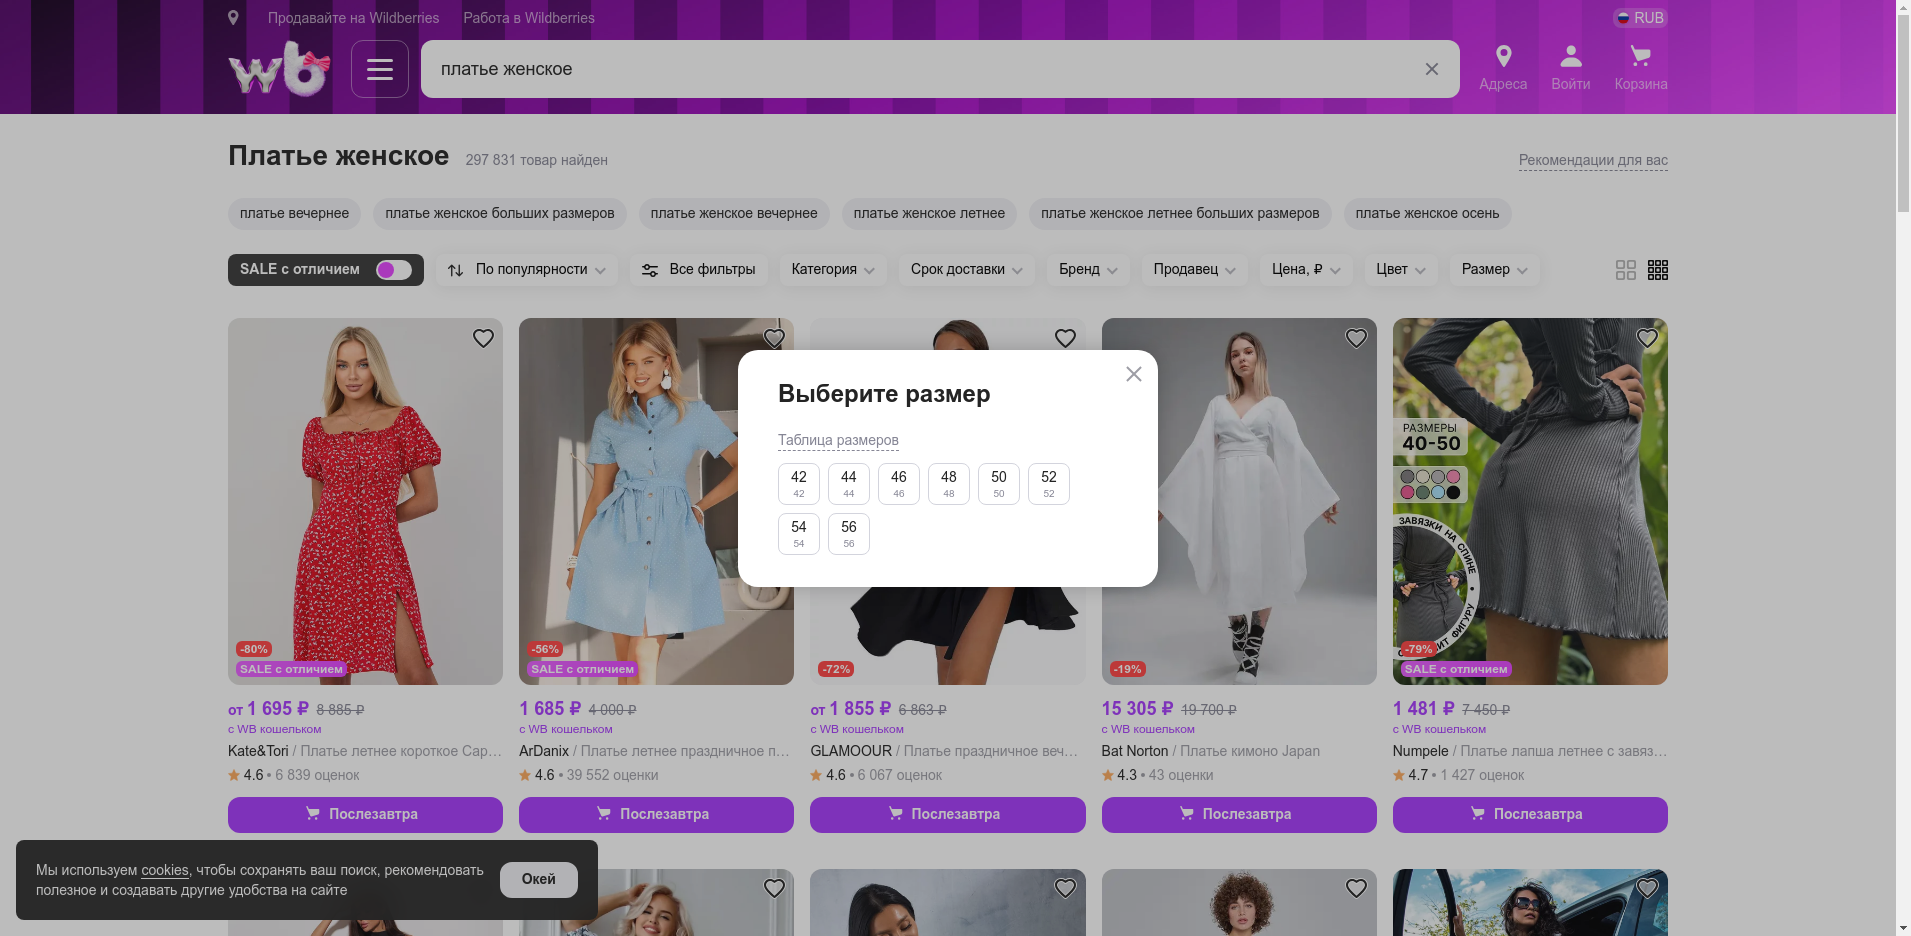 Продавайте на Wildberries Работа в Wildberries RUB
wb платье женское Адреса Войти Корзина
Платье женское 297 831 товар найден Рекомендации для вас
платье вечернее платье женское больших размеров платье женское вечернее платье женское летнее платье женское летнее больших размеров платье женское осень
SALE с отличием По популярности Все фильтры Категория Срок доставки Бренд Продавец Цена, ₽ Цвет Размер
Выберите размер
Таблица размеров
42 44 46 48 50 52
42 44 46 48 50 52
54 56
54 56
РАЗМЕРЫ
40-50
ЗАВЯЗКИ НА СПИНЕ
ИТ ФИГУРУ
-80% -56% -72% -19% -79%
SALE с отличием SALE с отличием SALE с отличием
от 1 695 ₽ 8 885 ₽ 1 685 ₽ 4 000 ₽ от 1 855 ₽ 6 863 ₽ 15 305 ₽ 19 700 ₽ 1 481 ₽ 7 450 ₽
с WB кошельком с WB кошельком с WB кошельком с WB кошельком с WB кошельком
Kate&Tori / Платье летнее короткое Сар... ArDanix / Платье летнее праздничное п... GLAMOOUR / Платье праздничное веч... Bat Norton / Платье кимоно Japan Numpele / Платье лапша летнее с завяз...
4.6 • 6 839 оценок 4.6 • 39 552 оценки 4.6 • 6 067 оценок 4.3 • 43 оценки 4.7 • 1 427 оценок
Послезавтра Послезавтра Послезавтра Послезавтра Послезавтра
Мы используем cookies, чтобы сохранять ваш поиск, рекомендовать
полезное и создавать другие удобства на сайте
Окей